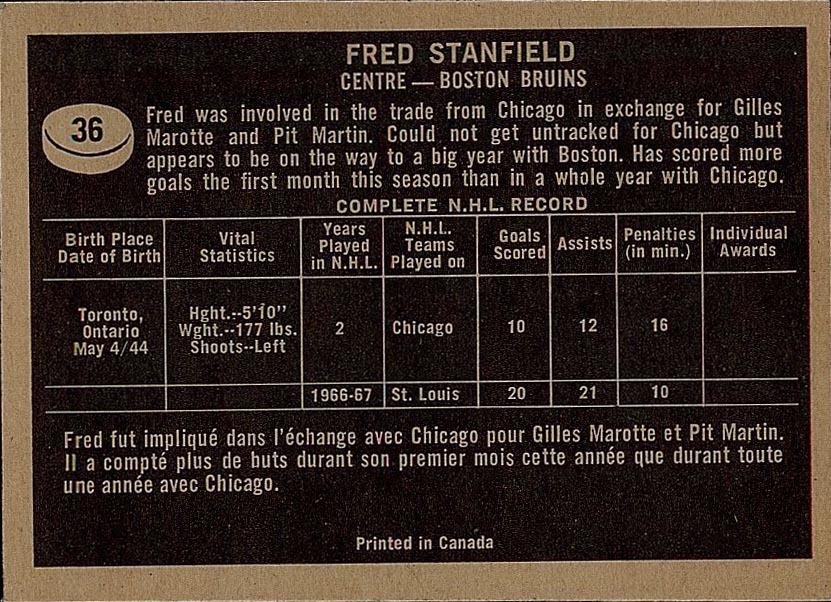 FRED STANFIELD
CENTRE — BOSTON BRUINS
36
Fred was involved in the trade from Chicago in exchange for Gilles
Marotte and Pit Martin. Could not get untracked for Chicago but
appears to be on the way to a big year with Boston. Has scored more
goals the first month this season than in a whole year with Chicago.
COMPLETE N.H.L. RECORD
Birth Place
Date of Birth
Vital
Statistics
Years
Played
in N.H.L.
N.H.L.
Teams
Played on
Goals
Scored
Assists
Penalties
(in min.)
Individual
Awards
Toronto,
Ontario
May 4/44
Hght.--5'10"
Wght.--177 lbs.
Shoots--Left
2
Chicago
10
12
16
1966-67
St. Louis
20
21
10
Fred fut impliqué dans l'échange avec Chicago pour Gilles Marotte et Pit Martin.
Il a compté plus de buts durant son premier mois cette année que durant toute
une année avec Chicago.
Printed in Canada